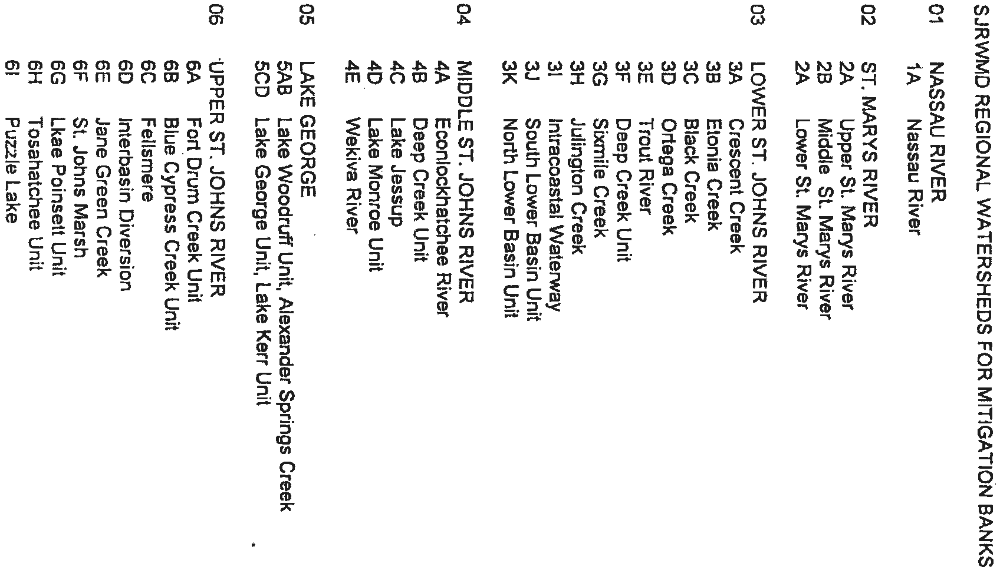 SJRWMD REGIONAL WATERSHEDS FOR MITIGATION BANKS
01 NASSAU RIVER
1A Nassau River
02 ST. MARYS RIVER
2A Upper St. Marys River
2B Middle St. Marys River
2A Lower St. Marys River
03 LOWER ST. JOHNS RIVER
3A Crescent Creek
3B Etonia Creek
3C Black Creek
3D Ortega Creek
3E Trout River
3F Deep Creek Unit
3G Sixmile Creek
3H Julington Creek
3I Intracoastal Waterway
3J South Lower Basin Unit
3K North Lower Basin Unit
04 MIDDLE ST. JOHNS RIVER
4A Econlockhatchee River
4B Deep Creek Unit
4C Lake Jessup
4D Lake Monroe Unit
4E Wekiva River
05 LAKE GEORGE
5AB Lake Woodruff Unit, Alexander Springs Creek
5CD Lake George Unit, Lake Kerr Unit
06 UPPER ST. JOHNS RIVER
6A Fort Drum Creek Unit
6B Blue Cypress Creek Unit
6C Fellsmere
6D Interbasin Diversion
6E Jane Green Creek
6F St. Johns Marsh
6G Lkae Poinsett Unit
6H Tosahatchee Unit
6I Puzzle Lake